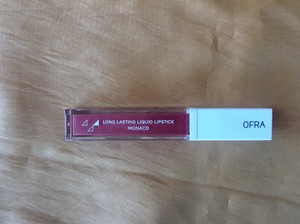 LONG LASTING LIQUID LIPSTICK
MONACO
OFRA